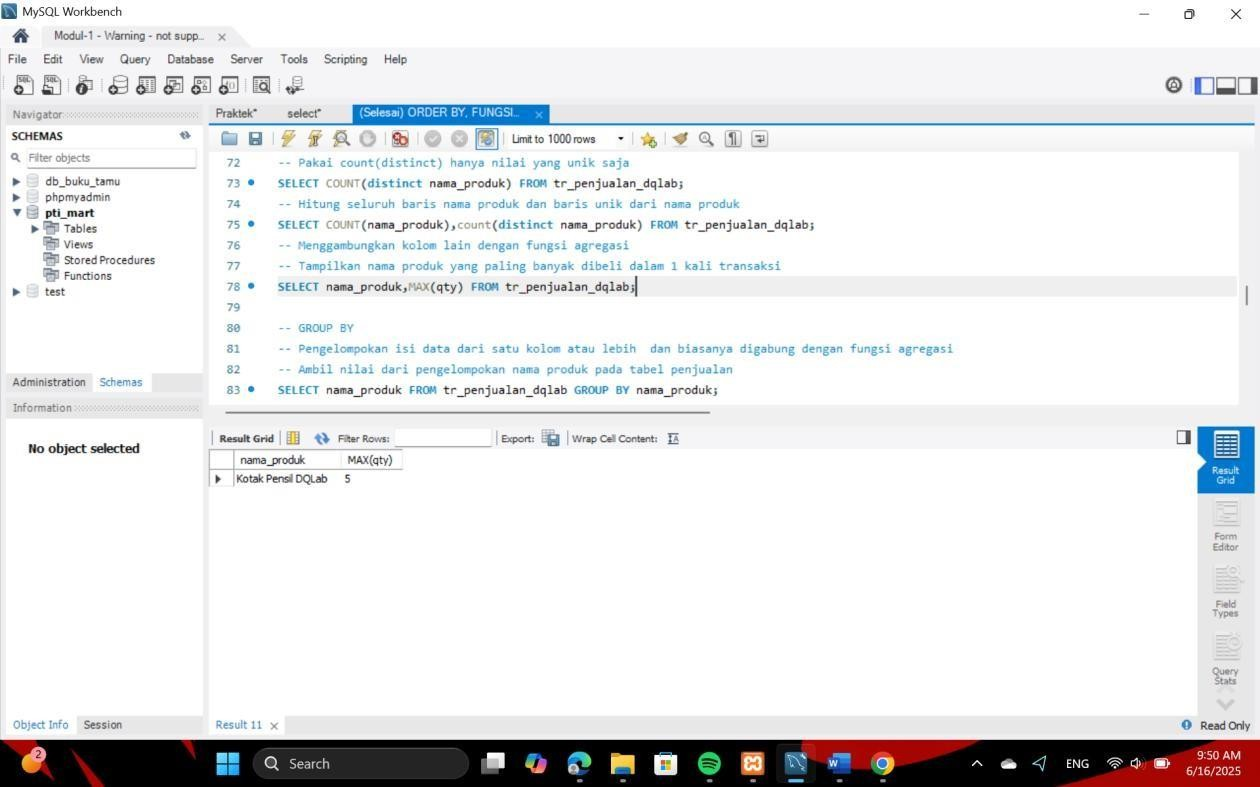 MySQL Workbench
Modul-1 - Warning - not supp...
File Edit View Query Database Server Tools Scripting Help
Navigator
SCHEMAS
Filter objects
db_buku_tamu
phpmyadmin
pti_mart
Tables
Views
Stored Procedures
Functions
test
Administration Schemas
Information
No object selected
Object Info Session
Praktek* select* (Selesai) ORDER BY, FUNGSI...
Limit to 1000 rows
72 -- Pakai count(distinct) hanya nilai yang unik saja
73 SELECT COUNT(distinct nama_produk) FROM tr_penjualan_dqlab;
74 -- Hitung seluruh baris nama produk dan baris unik dari nama produk
75 SELECT COUNT(nama_produk),count(distinct nama_produk) FROM tr_penjualan_dqlab;
76 -- Menggambungkan kolom lain dengan fungsi agregasi
77 -- Tampilkan nama produk yang paling banyak dibeli dalam 1 kali transaksi
78 SELECT nama_produk,MAX(qty) FROM tr_penjualan_dqlab;
79
80 -- GROUP BY
81 -- Pengelompokan isi data dari satu kolom atau lebih  dan biasanya digabung dengan fungsi agregasi
82 -- Ambil nilai dari pengelompokan nama produk pada tabel penjualan
83 SELECT nama_produk FROM tr_penjualan_dqlab GROUP BY nama_produk;
Result Grid Filter Rows: Export: Wrap Cell Content:
nama_produk MAX(qty)
Kotak Pensil DQLab 5
Result Grid
Form Editor
Field Types
Query Stats
Result 11
Read Only
2
Search
ENG
9:50 AM
6/16/2025